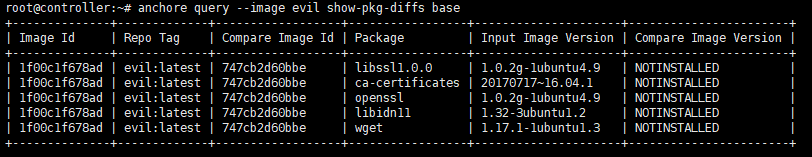 root@controller:~# anchore query --image evil show-pkg-diffs base
+--------------+-------------+------------------+-----------------+---------------------+-----------------------+
| Image Id | Repo Tag | Compare Image Id | Package | Input Image Version | Compare Image Version |
+--------------+-------------+------------------+-----------------+---------------------+-----------------------+
| 1f00c1f678ad | evil:latest | 747cb2d60bbe | libssl1.0.0 | 1.0.2g-1ubuntu4.9 | NOTINSTALLED |
| 1f00c1f678ad | evil:latest | 747cb2d60bbe | ca-certificates | 20170717~16.04.1 | NOTINSTALLED |
| 1f00c1f678ad | evil:latest | 747cb2d60bbe | openssl | 1.0.2g-1ubuntu4.9 | NOTINSTALLED |
| 1f00c1f678ad | evil:latest | 747cb2d60bbe | libidn11 | 1.32-3ubuntu1.2 | NOTINSTALLED |
| 1f00c1f678ad | evil:latest | 747cb2d60bbe | wget | 1.17.1-1ubuntu1.3 | NOTINSTALLED |
+--------------+-------------+------------------+-----------------+---------------------+-----------------------+